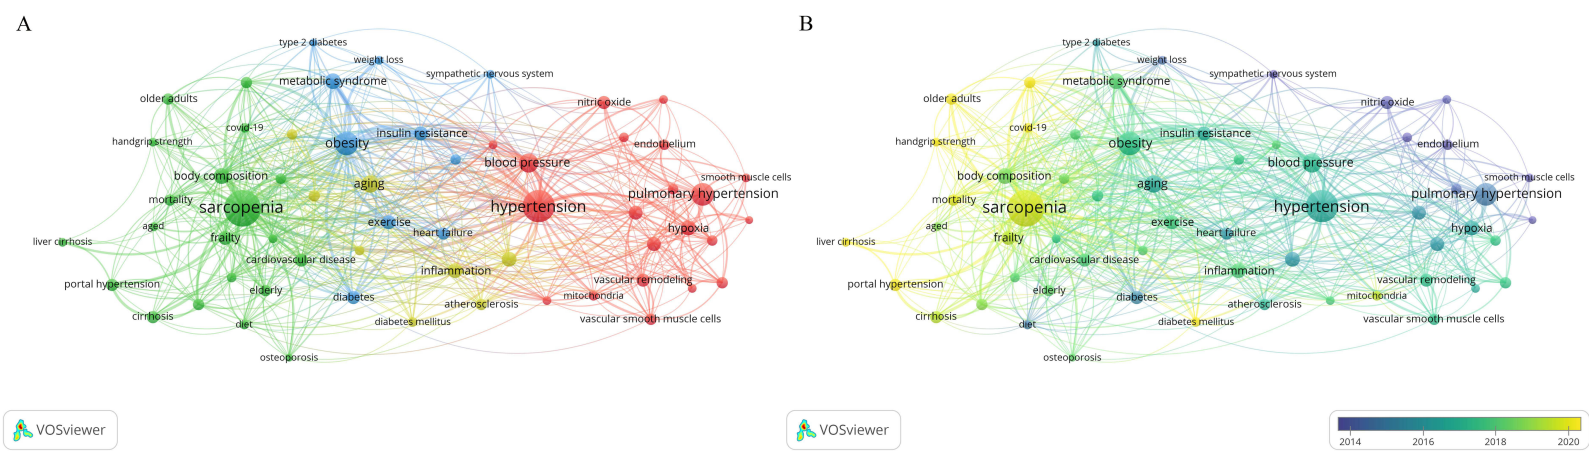 A
type 2 diabetes
weight loss
sympathetic nervous system
metabolic syndrome
older adults
nitric oxide
covid-19
insulin resistance
handgrip strength
obesity
endothelium
blood pressure
body composition
smooth muscle cells
aging
pulmonary hypertension
mortality
sarcopenia
hypertension
exercise
aged
heart failure
hypoxia
frailty
liver cirrhosis
cardiovascular disease
inflammation
vascular remodeling
portal hypertension
elderly
diabetes
mitochondria
atherosclerosis
cirrhosis
diet
diabetes mellitus
vascular smooth muscle cells
osteoporosis
VOSviewer
B
type 2 diabetes
weight loss
sympathetic nervous system
metabolic syndrome
older adults
nitric oxide
covid-19
insulin resistance
handgrip strength
obesity
endothelium
blood pressure
body composition
smooth muscle cells
aging
pulmonary hypertension
mortality
sarcopenia
hypertension
exercise
aged
heart failure
hypoxia
frailty
liver cirrhosis
cardiovascular disease
inflammation
vascular remodeling
portal hypertension
elderly
diabetes
mitochondria
atherosclerosis
cirrhosis
diet
diabetes mellitus
vascular smooth muscle cells
osteoporosis
VOSviewer
2014 2016 2018 2020